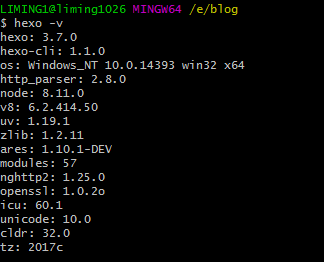 LIMING1@liming1026 MINGW64 /e/blog
$ hexo -v
hexo: 3.7.0
hexo-cli: 1.1.0
os: Windows_NT 10.0.14393 win32 x64
http_parser: 2.8.0
node: 8.11.0
v8: 6.2.414.50
uv: 1.19.1
zlib: 1.2.11
ares: 1.10.1-DEV
modules: 57
nghttp2: 1.25.0
openssl: 1.0.2o
icu: 60.1
unicode: 10.0
cldr: 32.0
tz: 2017c